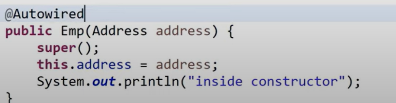 @Autowired
public Emp(Address address) {
    super();
    this.address = address;
    System.out.println("inside constructor");
}